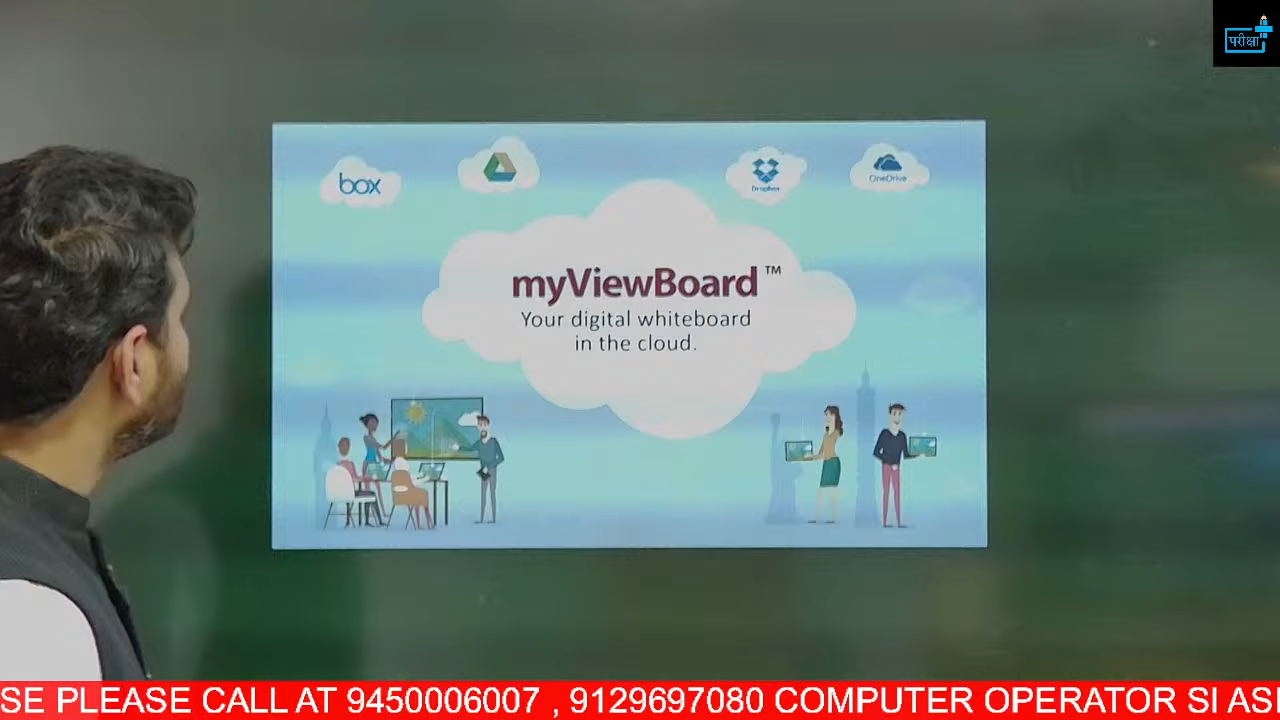 परीक्षा
box
Dropbox
OneDrive
myViewBoard™
Your digital whiteboard
in the cloud.
SE PLEASE CALL AT 9450006007 , 9129697080 COMPUTER OPERATOR SI ASI